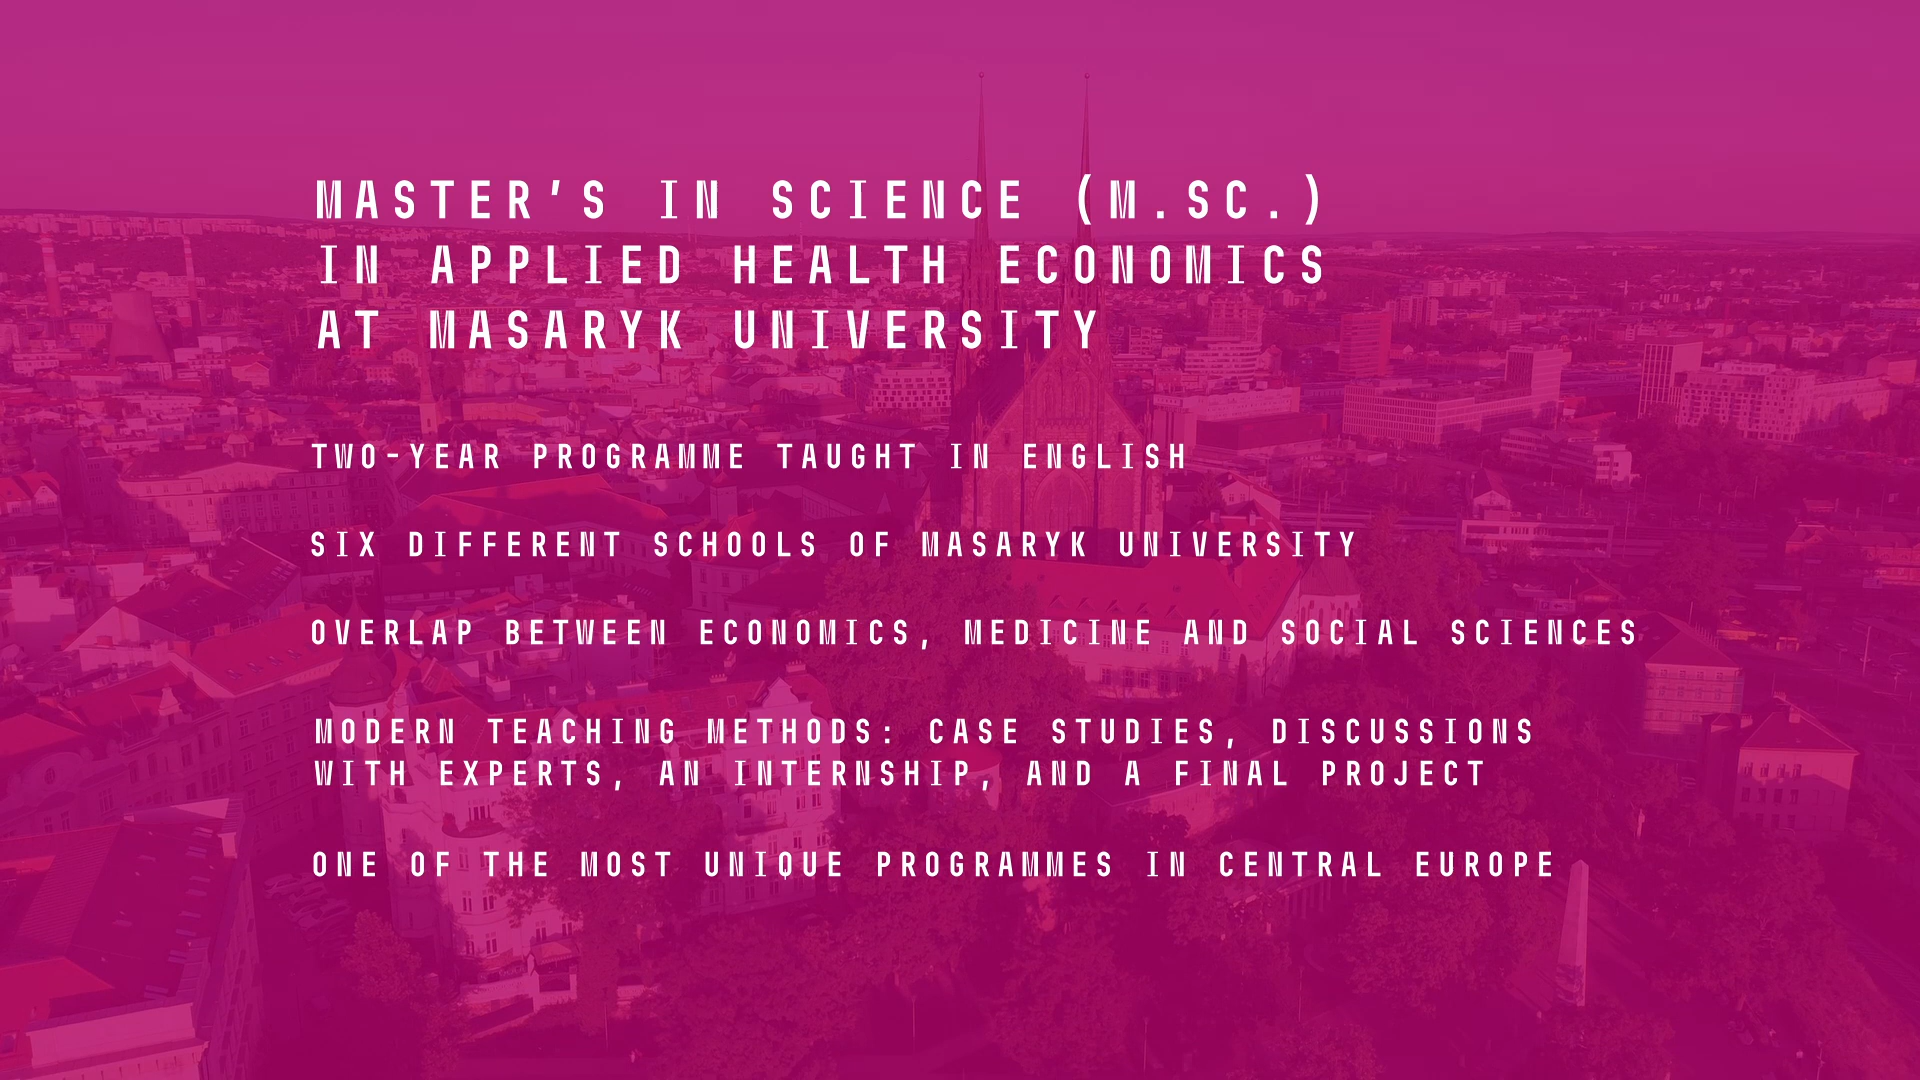 MASTER'S IN SCIENCE (M.SC.)
IN APPLIED HEALTH ECONOMICS
AT MASARYK UNIVERSITY
TWO-YEAR PROGRAMME TAUGHT IN ENGLISH
SIX DIFFERENT SCHOOLS OF MASARYK UNIVERSITY
OVERLAP BETWEEN ECONOMICS, MEDICINE AND SOCIAL SCIENCES
MODERN TEACHING METHODS: CASE STUDIES, DISCUSSIONS
WITH EXPERTS, AN INTERNSHIP, AND A FINAL PROJECT
ONE OF THE MOST UNIQUE PROGRAMMES IN CENTRAL EUROPE